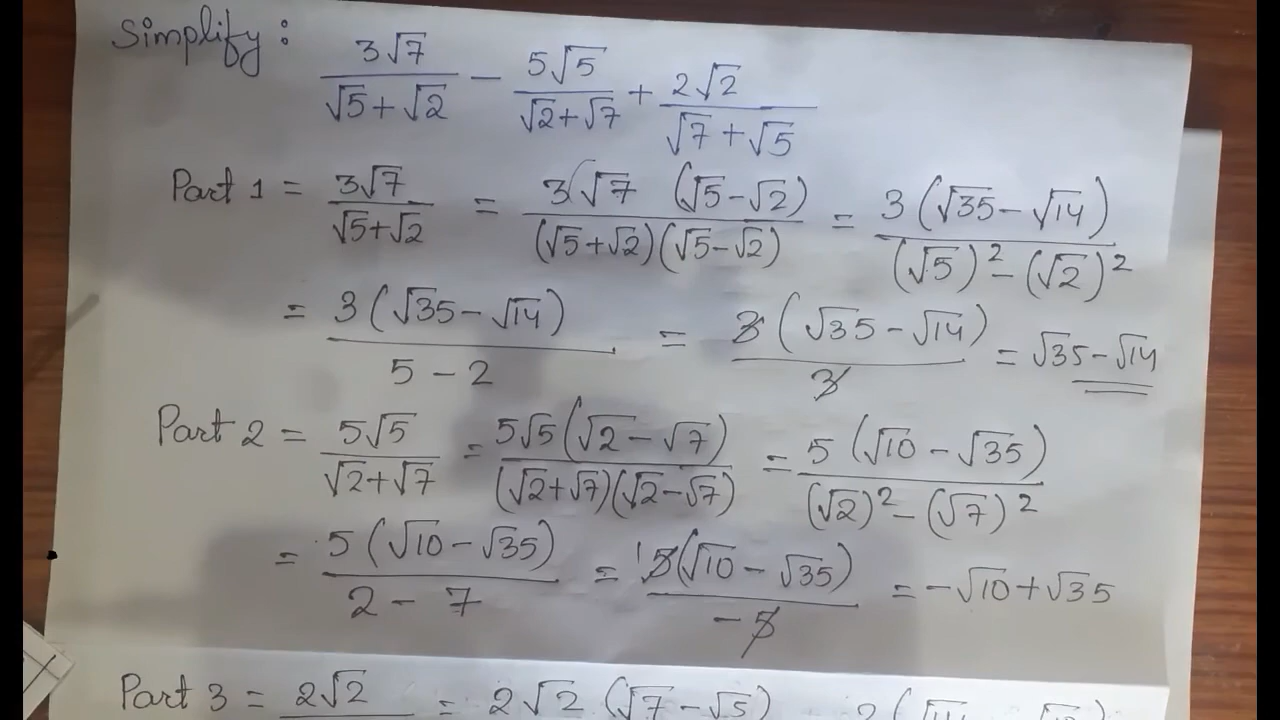 Simplify : 3√7/(√5+√2) − 5√5/(√2+√7) + 2√2/(√7+√5)
Part 1 = 3√7/(√5+√2) = 3(√7 (√5−√2)/(√5+√2)(√5−√2) = 3(√35−√14)/(√5)²−(√2)²
= 3(√35−√14)/5−2 = 3(√35−√14)/3 = √35−√14
Part 2 = 5√5/(√2+√7) = 5√5(√2−√7)/(√2+√7)(√2−√7) = 5(√10−√35)/(√2)²−(√7)²
= 5(√10−√35)/2−7 = ¹5(√10−√35)/−5 = −√10+√35
Part 3 = 2√2 = 2√2 (√7−√5) 2(√14